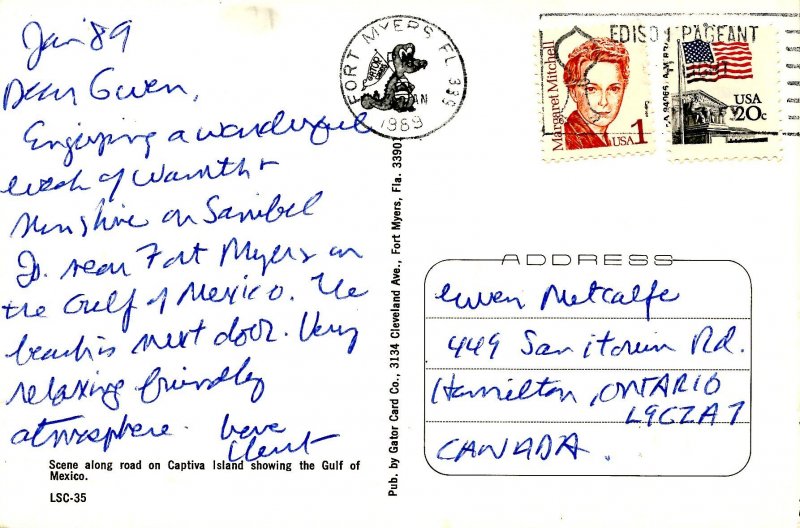 Jan '89
Dear Gwen,
Enjoying a wonderful
week of warmth +
sunshine on Sanibel
Is. near Fort Myers on
the Gulf of Mexico. The
beach is next door. Very
relaxing friendly
atmosphere. Love
Scene along road on Captiva Island showing the Gulf of
Mexico.
LSC-35
Pub. by Gator Card Co., 3134 Cleveland Ave., Fort Myers, Fla. 33901
FORT MYERS FL 339
JAN
1989
EDISON PAGEANT
Margaret Mitchell
USA 1
USA
20c
ADDRESS
Gwen Metcalfe
449 Sanitorium Rd.
Hamilton, ONTARIO
L9C2A7
CANADA.